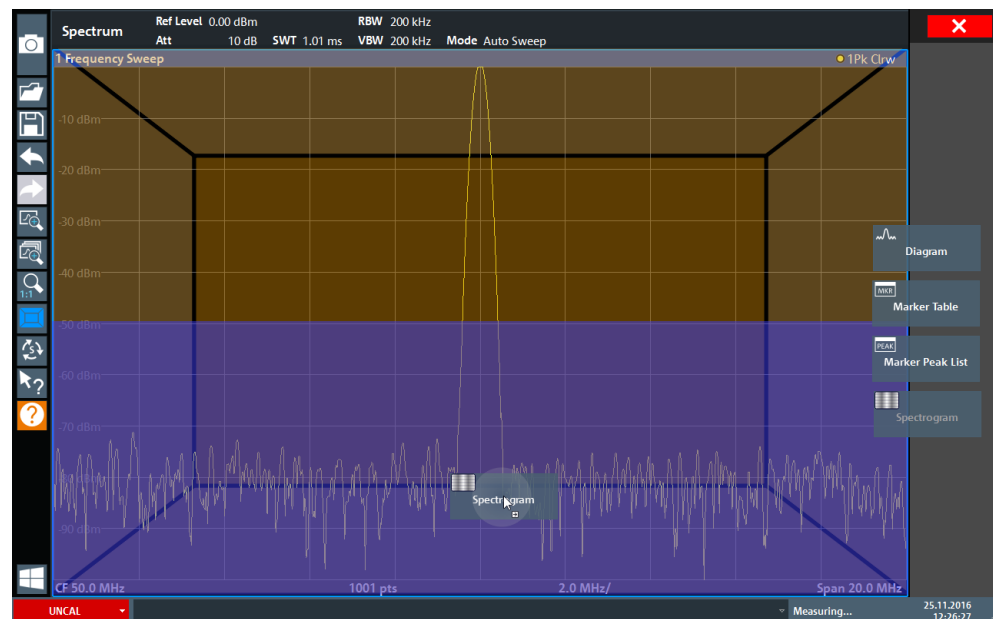 Spectrum
Ref Level 0.00 dBm RBW 200 kHz
Att 10 dB SWT 1.01 ms VBW 200 kHz Mode Auto Sweep
1 Frequency Sweep 1Pk Clrw
-10 dBm
-20 dBm
-30 dBm
-40 dBm
-50 dBm
-60 dBm
-70 dBm
-90 dBm
1:1
Diagram
MKR
Marker Table
PEAK
Marker Peak List
Spectrogram
Spectrogram
CF 50.0 MHz 1001 pts 2.0 MHz/ Span 20.0 MHz
UNCAL Measuring... 25.11.2016
12:26:27